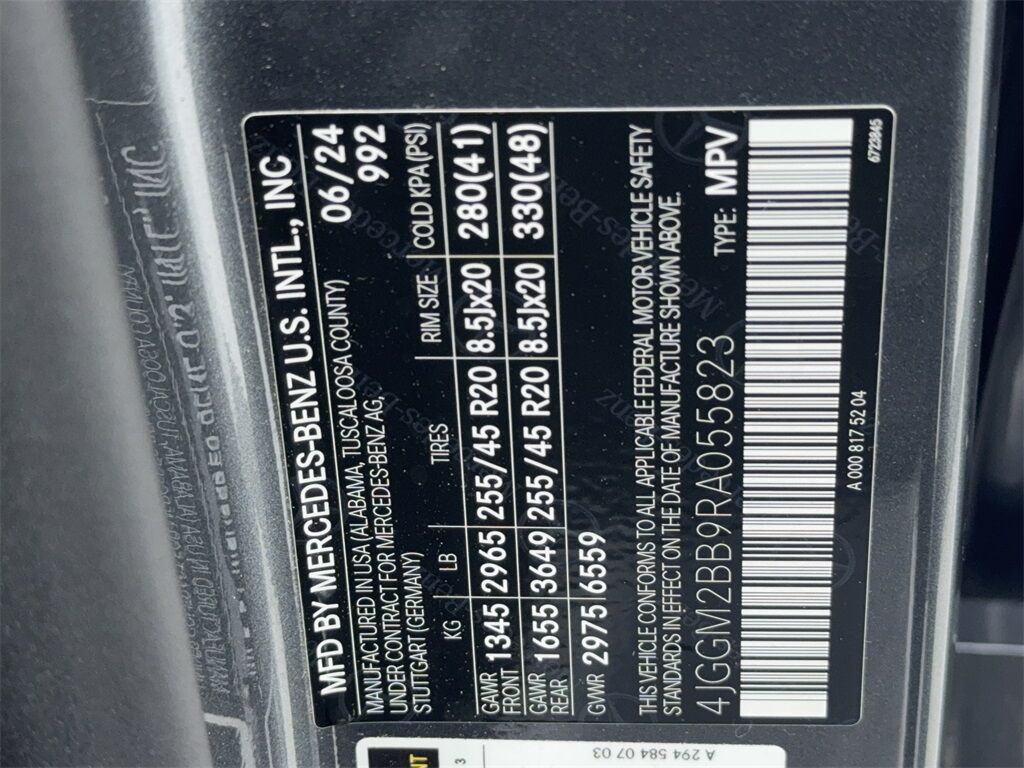 MFD BY MERCEDES-BENZ U.S. INTL., INC
MANUFACTURED IN USA (ALABAMA, TUSCALOOSA COUNTY) 06/24
UNDER CONTRACT FOR MERCEDES-BENZ AG, 992
STUTTGART (GERMANY)
KG LB TIRES RIM SIZE COLD KPA(PSI)
GAWR FRONT 1345 2965 255/45 R20 8.5Jx20 280(41)
GAWR REAR 1655 3649 255/45 R20 8.5Jx20 330(48)
GVWR 2975 6559
THIS VEHICLE CONFORMS TO ALL APPLICABLE FEDERAL MOTOR VEHICLE SAFETY
STANDARDS IN EFFECT ON THE DATE OF MANUFACTURE SHOWN ABOVE.
4JGGM2BB9RA055823 TYPE: MPV
A 000 817 52 04
6723845
A 294 584 07 03
3